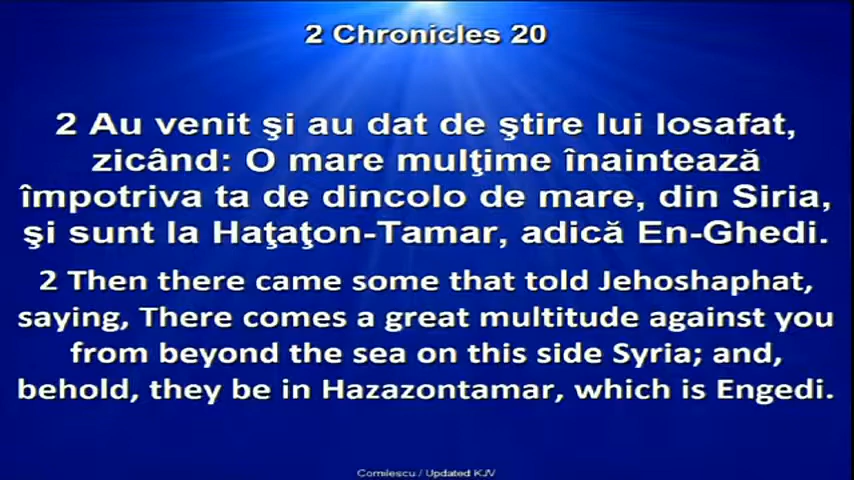 2 Chronicles 20
2 Au venit şi au dat de ştire lui Iosafat,
zicând: O mare mulţime înaintează
împotriva ta de dincolo de mare, din Siria,
şi sunt la Haţaţon-Tamar, adică En-Ghedi.
2 Then there came some that told Jehoshaphat,
saying, There comes a great multitude against you
from beyond the sea on this side Syria; and,
behold, they be in Hazazontamar, which is Engedi.
Cornilescu / Updated KJV